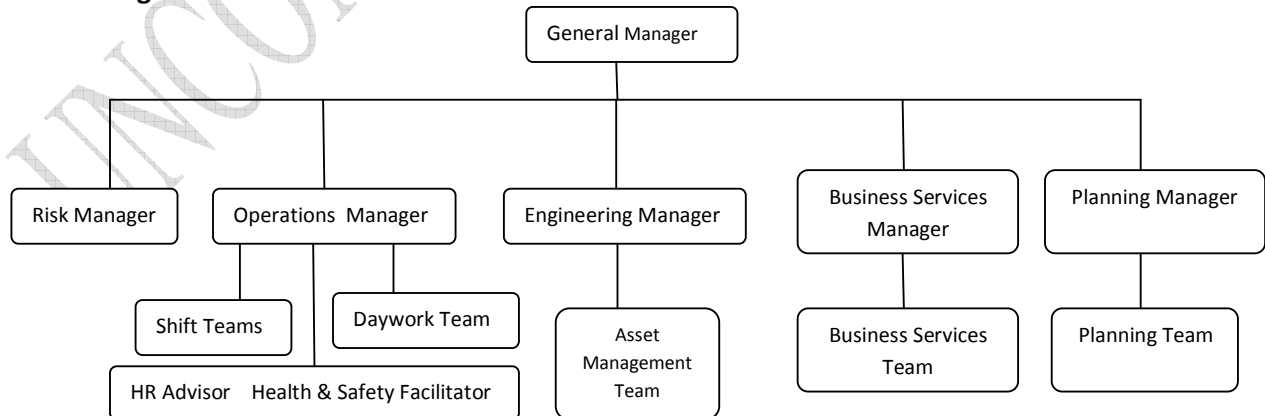 General Manager
Risk Manager
Operations Manager
Engineering Manager
Business Services
Manager
Planning Manager
Shift Teams
Daywork Team
HR Advisor Health & Safety Facilitator
Asset
Management
Team
Business Services
Team
Planning Team